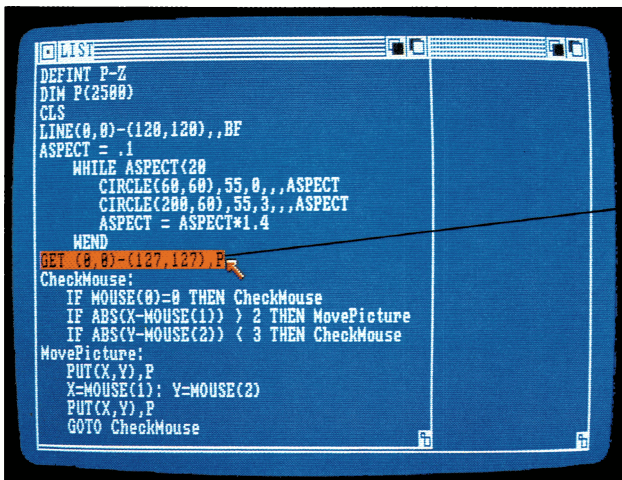 LIST
DEFINT P-Z
DIM P(2500)
CLS
LINE(0,0)-(120,120),,BF
ASPECT = .1
WHILE ASPECT<20
CIRCLE(60,60),55,0,,,ASPECT
CIRCLE(200,60),55,3,,,ASPECT
ASPECT = ASPECT*1.4
WEND
GET (0,0)-(127,127),P
CheckMouse:
IF MOUSE(0)=0 THEN CheckMouse
IF ABS(X-MOUSE(1)) > 2 THEN MovePicture
IF ABS(Y-MOUSE(2)) < 3 THEN CheckMouse
MovePicture:
PUT(X,Y),P
X=MOUSE(1): Y=MOUSE(2)
PUT(X,Y),P
GOTO CheckMouse